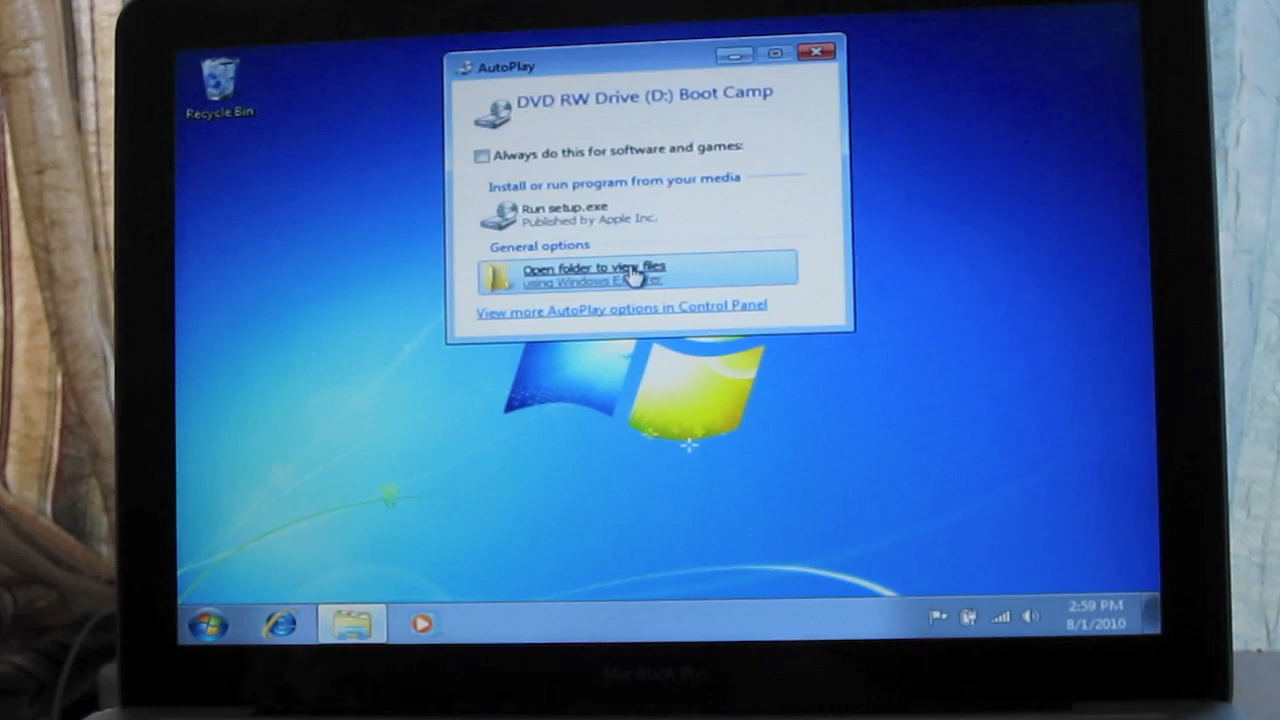 Recycle Bin
AutoPlay
DVD RW Drive (D:) Boot Camp
Always do this for software and games:
Install or run program from your media
Run setup.exe
Published by Apple Inc.
General options
Open folder to view files
using Windows Explorer
View more AutoPlay options in Control Panel
2:59 PM
8/1/2010
MacBook Pro